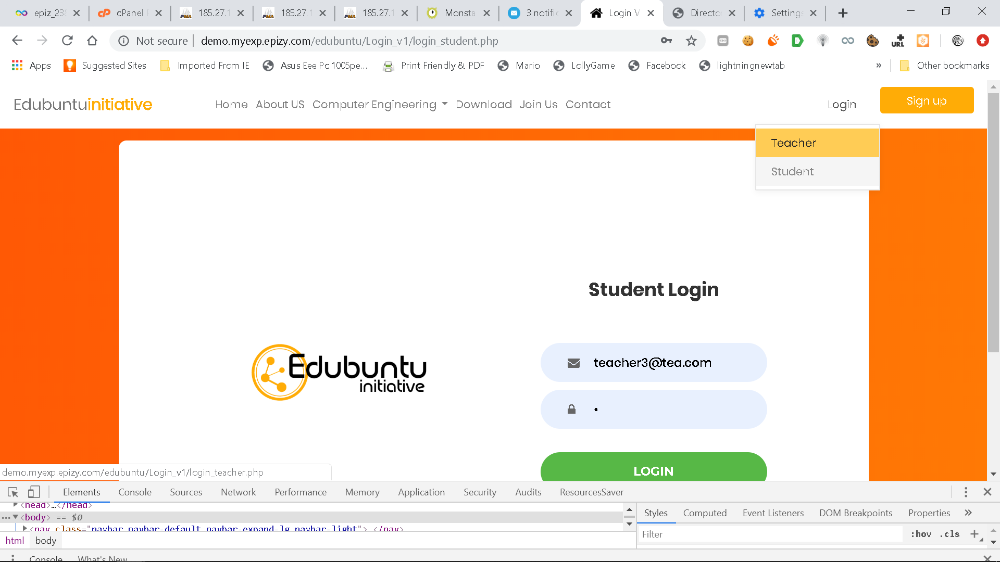 epiz_238 cPanel 185.27.1 185.27.1 185.27.1 Monsta 3 notific Login V Director Settings
Not secure demo.myexp.epizy.com/edubuntu/Login_v1/login_student.php
Apps Suggested Sites Imported From IE Asus Eee Pc 1005pe... Print Friendly & PDF Mario LollyGame Facebook lightningnewtab » Other bookmarks
Edubuntuinitiative Home About US Computer Engineering Download Join Us Contact Login Sign up
Teacher
Student
Student Login
Edubuntu
initiative
teacher3@tea.com
LOGIN
demo.myexp.epizy.com/edubuntu/Login_v1/login_teacher.php
Elements Console Sources Network Performance Memory Application Security Audits ResourcesSaver
<head>…</head>
<body> == $0
<nav class="navbar navbar-default navbar-expand-lg navbar-light"> </nav>
html body
Styles Computed Event Listeners DOM Breakpoints Properties »
Filter :hov .cls +
Console What's New